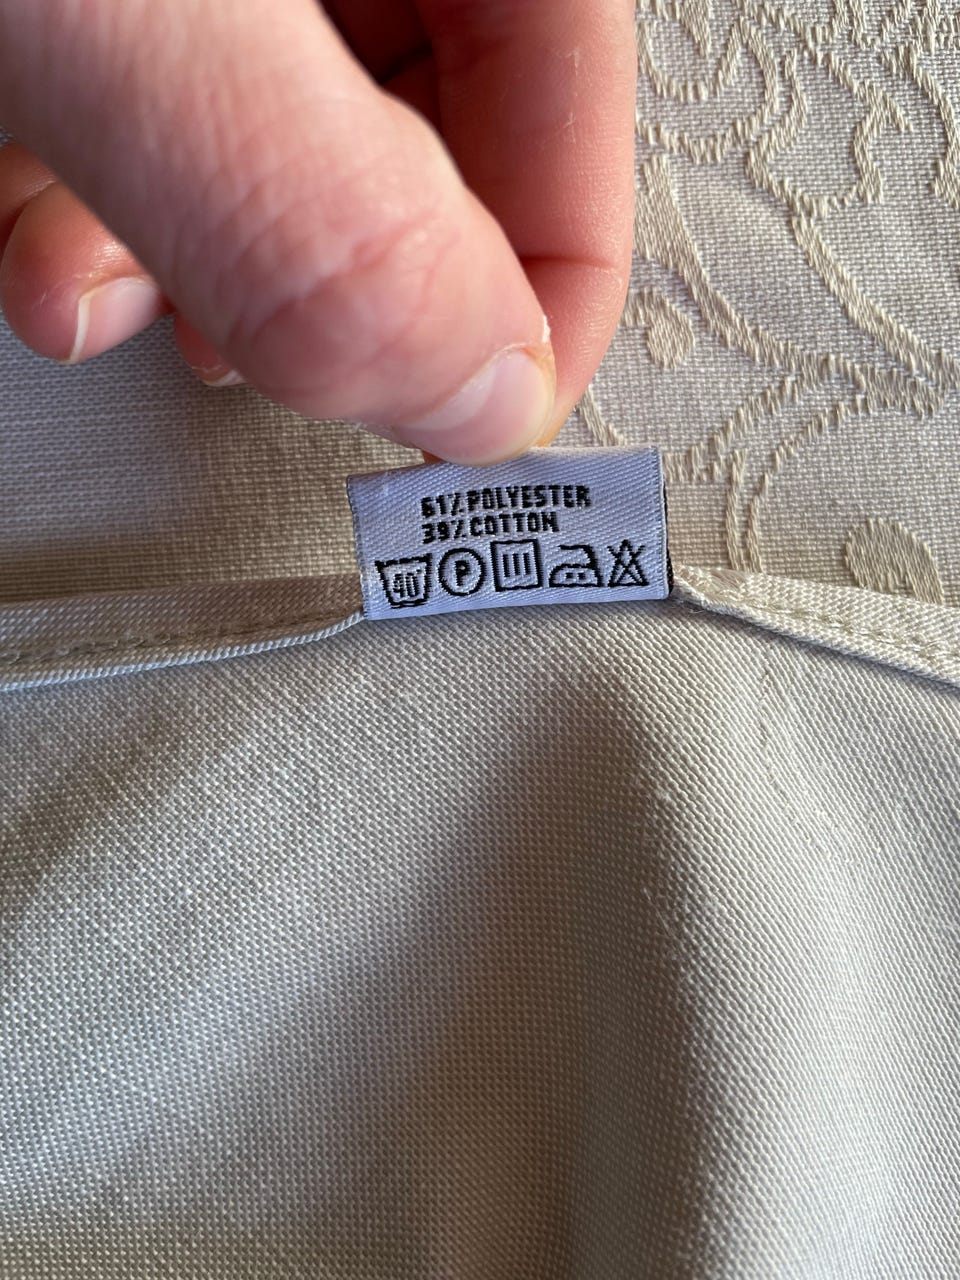 61% POLYESTER
39% COTTON
40° P